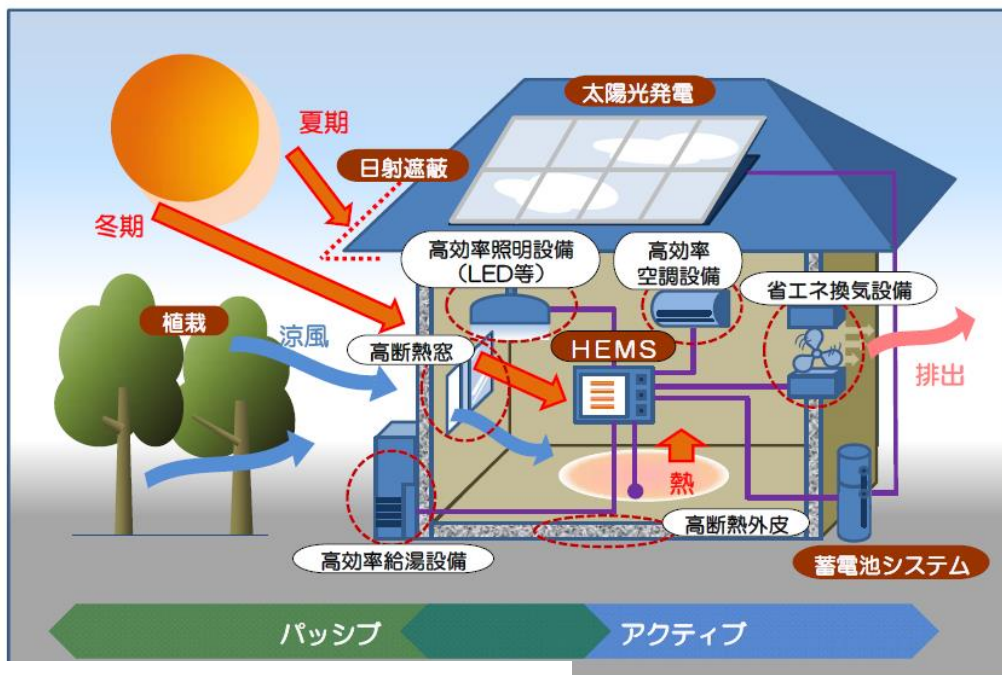 太陽光発電
夏期
日射遮蔽
冬期
高効率照明設備
(LED等)
高効率
空調設備
省エネ換気設備
植栽
涼風
高断熱窓
HEMS
排出
熱
高断熱外皮
高効率給湯設備
蓄電池システム
パッシブ
アクティブ